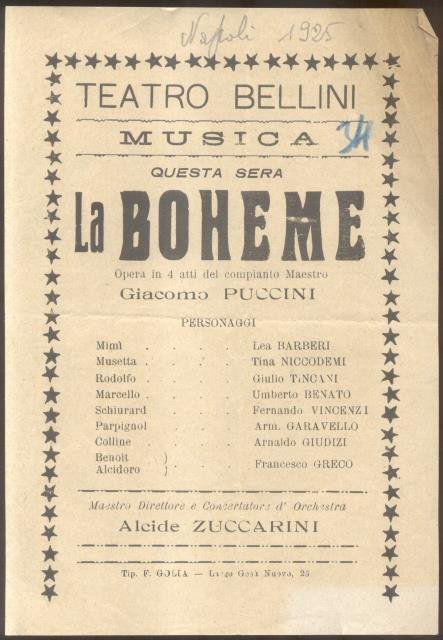 Napoli 1925
TEATRO BELLINI
MUSICA
34
QUESTA SERA
La BOHEME
Opera in 4 atti del compianto Maestro
Giacomo PUCCINI
PERSONAGGI
Mimì . . . . Lea BARBERI
Musetta . . . . Tina NICCODEMI
Rodolfo . . . . Giulio TINCANI
Marcello . . . . Umberto BENATO
Schiurard . . . . Fernando VINCENZI
Parpignol . . . . Arm. GARAVELLO
Colline . . . . Arnaldo GIUDIZI
Benoit )
Alcidoro ) . . . Francesco GRECO
Maestro Direttore e Concertatore d' Orchestra
Alcide ZUCCARINI
Tip. F. GOLIA — Largo Gesù Nuovo, 25